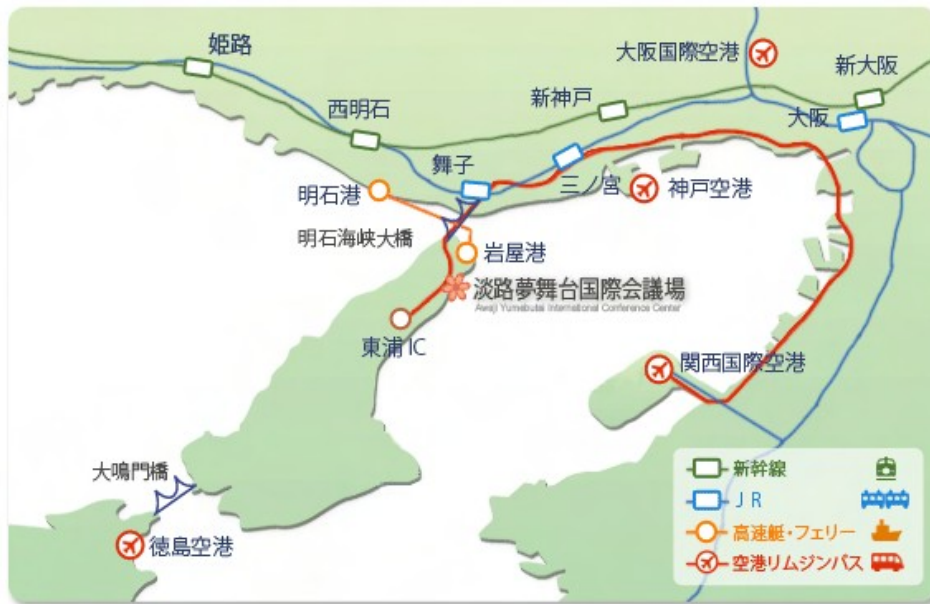 姫路
大阪国際空港
新大阪
西明石
新神戸
大阪
舞子
明石港
三ノ宮
神戸空港
明石海峡大橋
岩屋港
淡路夢舞台国際会議場
Awaji Yumebutai International Conference Center
東浦IC
関西国際空港
大鳴門橋
徳島空港
新幹線
JR
高速艇・フェリー
空港リムジンバス